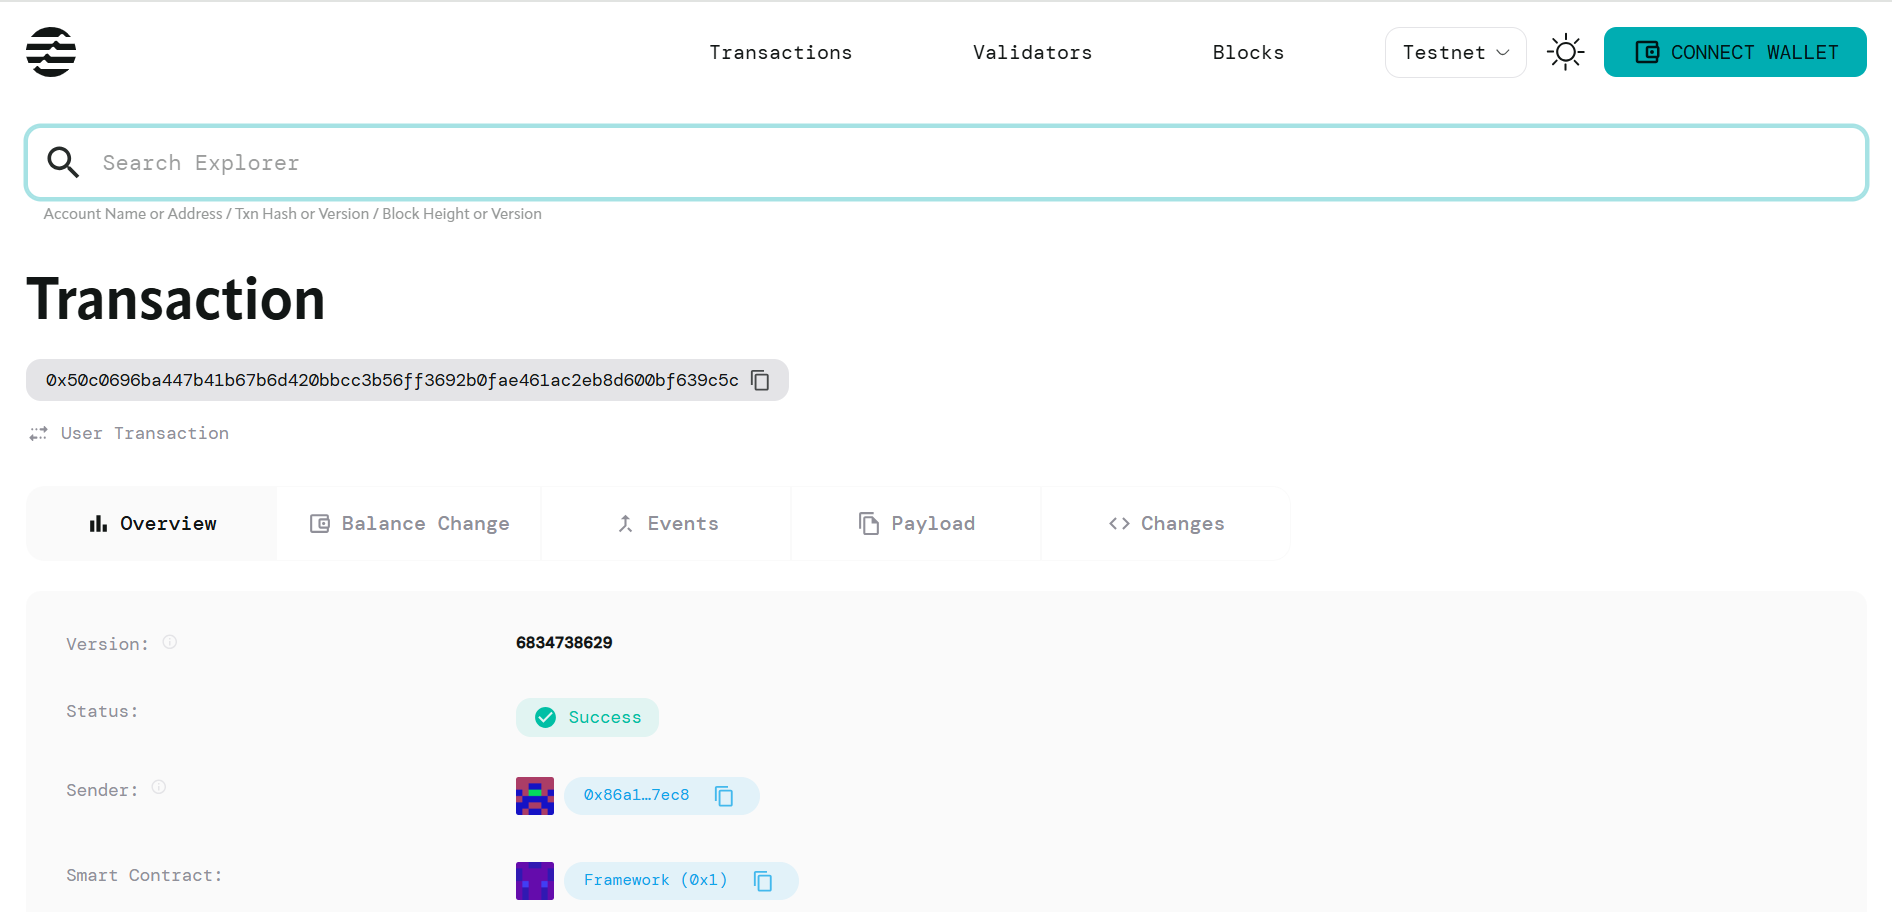 Transactions Validators Blocks Testnet CONNECT WALLET
Search Explorer
Account Name or Address / Txn Hash or Version / Block Height or Version
Transaction
0x50c0696ba447b41b67b6d420bbcc3b56ff3692b0fae461ac2eb8d600bf639c5c
User Transaction
Overview Balance Change Events Payload Changes
Version: 6834738629
Status: Success
Sender: 0x86a1…7ec8
Smart Contract: Framework (0x1)